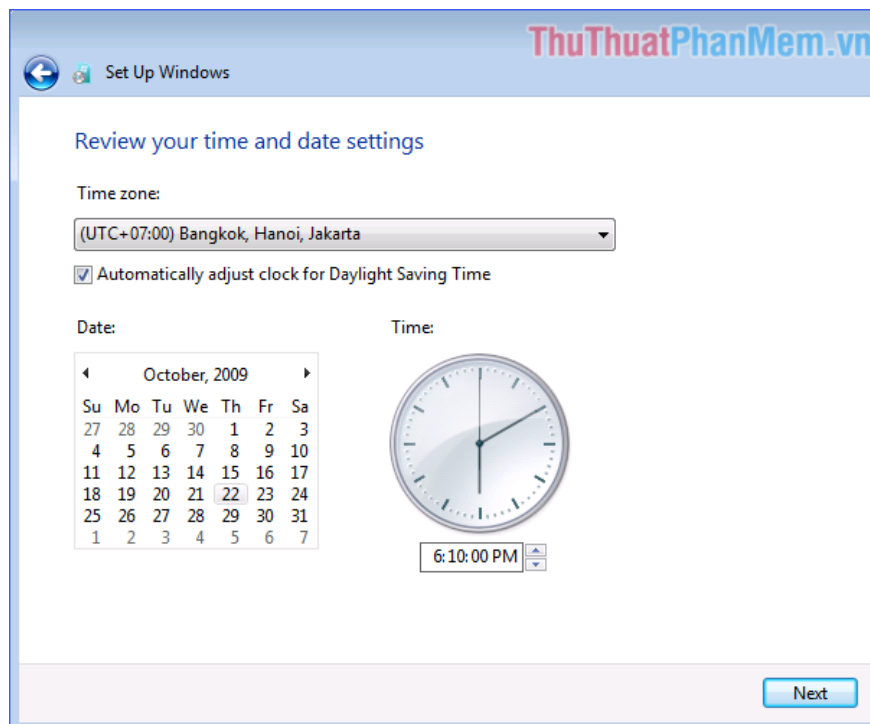 ThuThuatPhanMem.vn
Set Up Windows
Review your time and date settings
Time zone:
(UTC+07:00) Bangkok, Hanoi, Jakarta
Automatically adjust clock for Daylight Saving Time
Date:
Time:
October, 2009
Su Mo Tu We Th Fr Sa
27 28 29 30 1 2 3
4 5 6 7 8 9 10
11 12 13 14 15 16 17
18 19 20 21 22 23 24
25 26 27 28 29 30 31
1 2 3 4 5 6 7
6:10:00 PM
Next